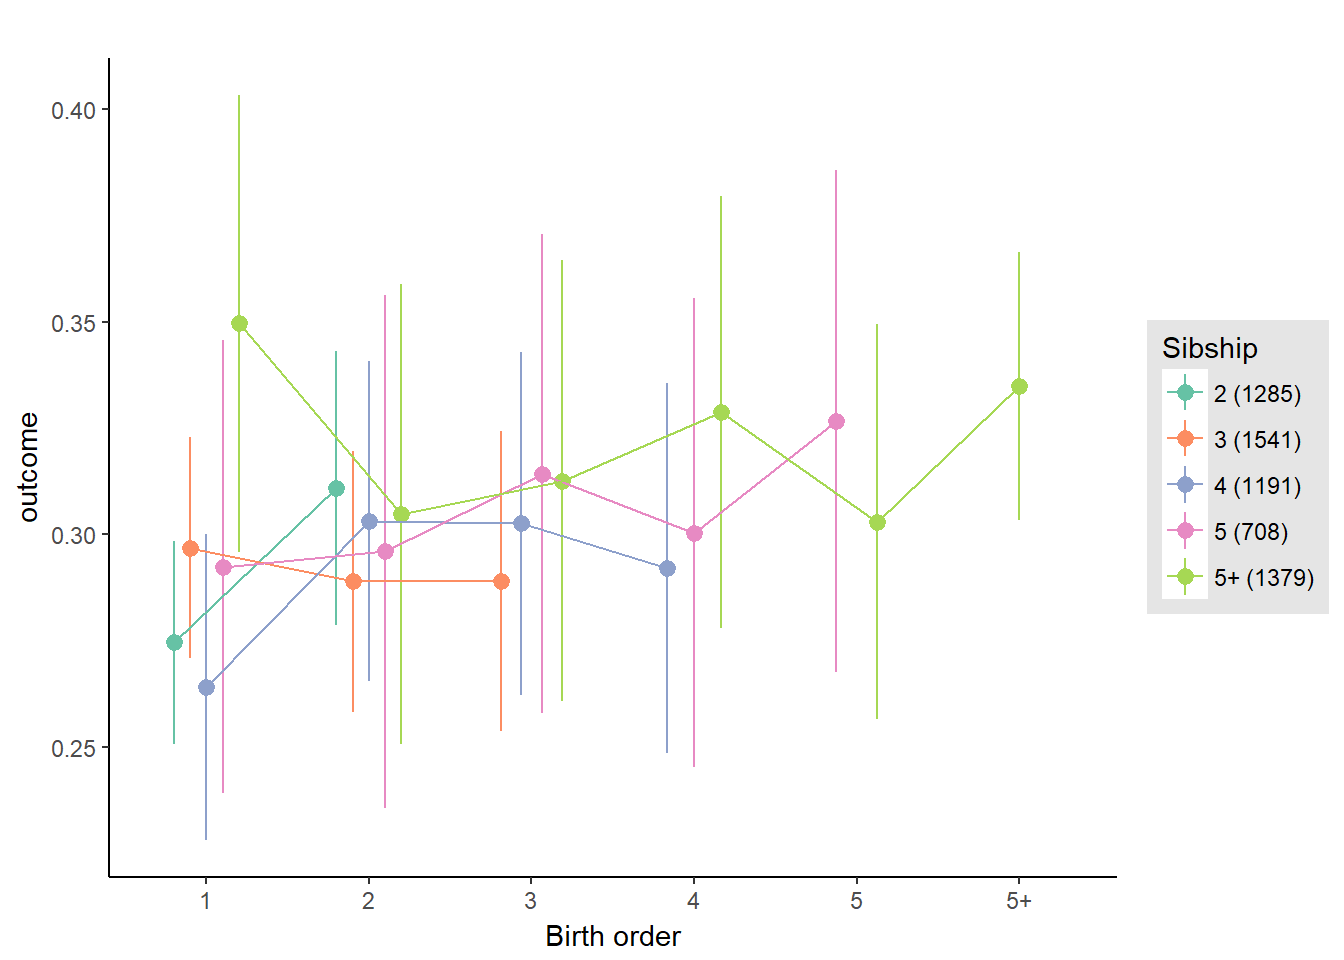 0.40
0.35
0.30
0.25
outcome
1 2 3 4 5 5+
Birth order
Sibship
2 (1285)
3 (1541)
4 (1191)
5 (708)
5+ (1379)